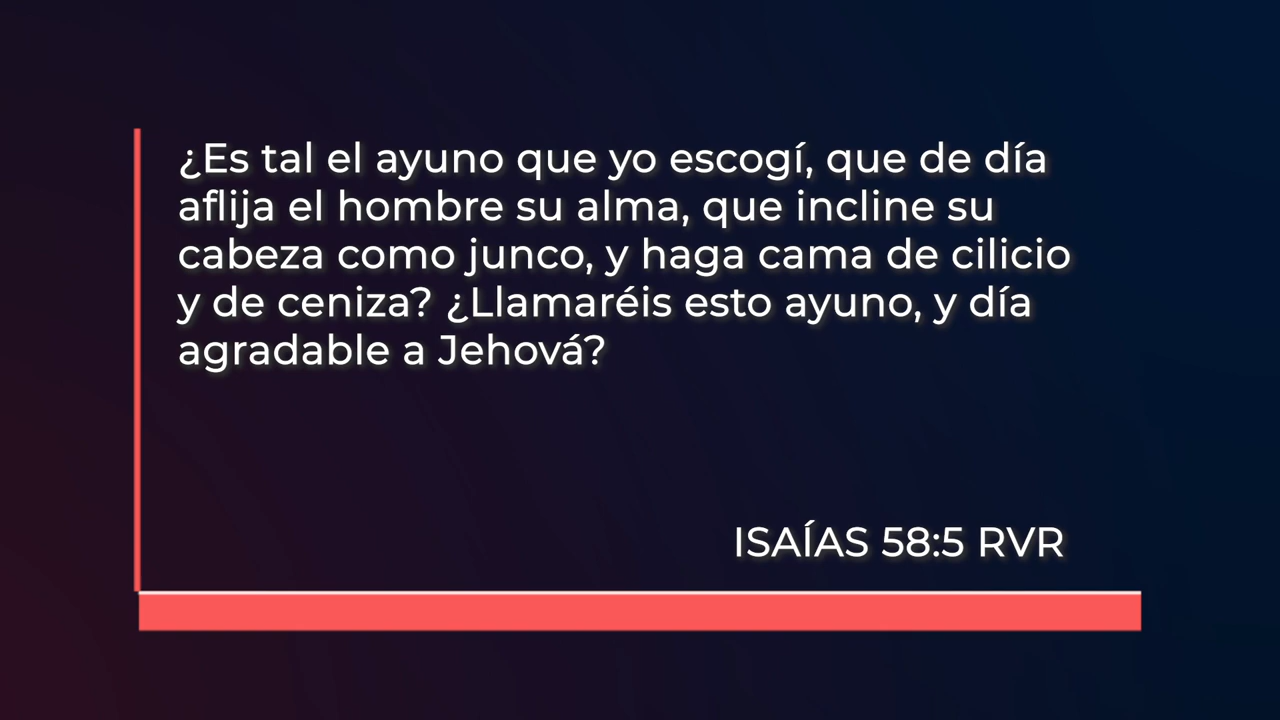 ¿Es tal el ayuno que yo escogí, que de día
aflija el hombre su alma, que incline su
cabeza como junco, y haga cama de cilicio
y de ceniza? ¿Llamaréis esto ayuno, y día
agradable a Jehová?
ISAÍAS 58:5 RVR